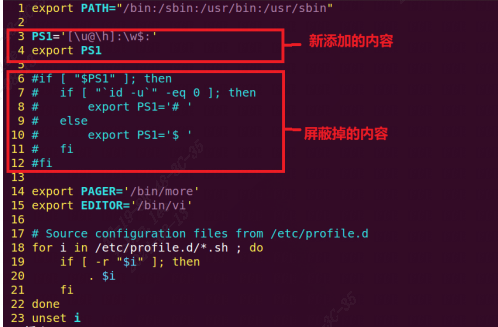 1 export PATH="/bin:/sbin:/usr/bin:/usr/sbin"
2
3 PS1='[\u@\h]:\w$:'
4 export PS1
新添加的内容
5
6 #if [ "$PS1" ]; then
7 #   if [ "`id -u`" -eq 0 ]; then
8 #       export PS1='# '
9 #   else
10 #       export PS1='$ '
11 #   fi
12 #fi
屏蔽掉的内容
13
14 export PAGER='/bin/more'
15 export EDITOR='/bin/vi'
16
17 # Source configuration files from /etc/profile.d
18 for i in /etc/profile.d/*.sh ; do
19     if [ -r "$i" ]; then
20         . $i
21     fi
22 done
23 unset i